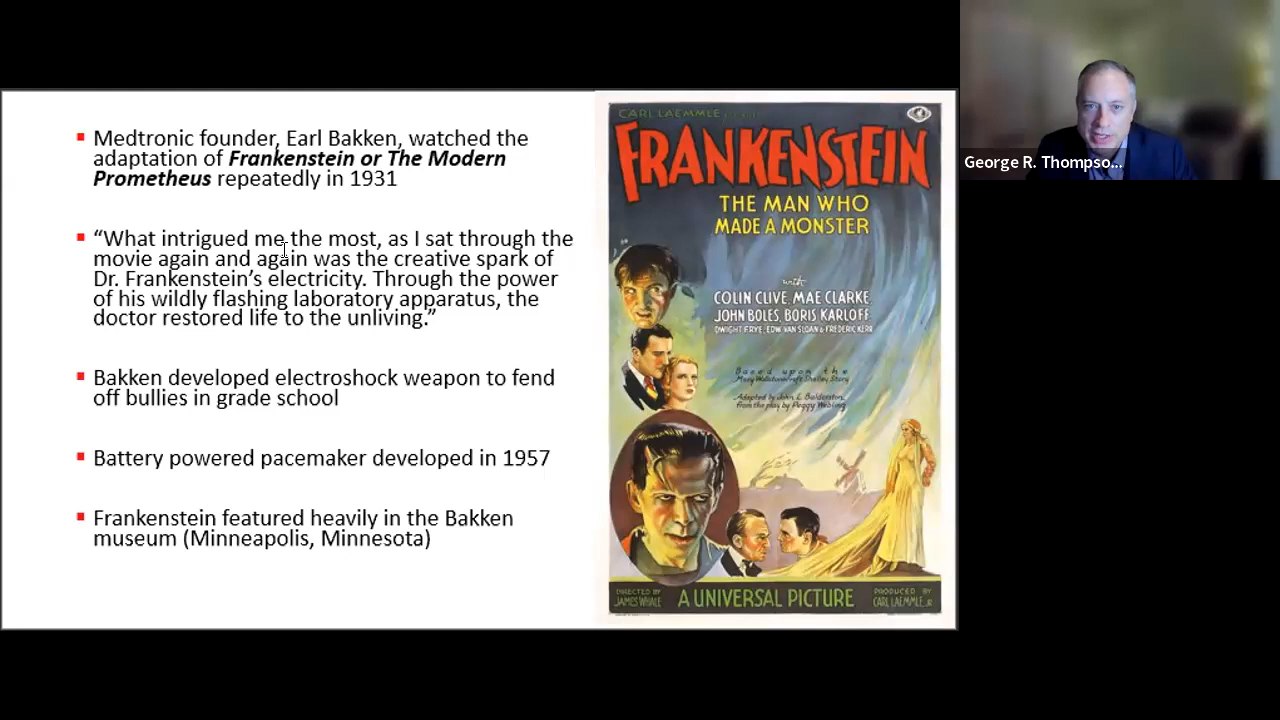 Medtronic founder, Earl Bakken, watched the
adaptation of Frankenstein or The Modern
Prometheus repeatedly in 1931
“What intrigued me the most, as I sat through the
movie again and again was the creative spark of
Dr. Frankenstein’s electricity. Through the power
of his wildly flashing laboratory apparatus, the
doctor restored life to the unliving.”
Bakken developed electroshock weapon to fend
off bullies in grade school
Battery powered pacemaker developed in 1957
Frankenstein featured heavily in the Bakken
museum (Minneapolis, Minnesota)
CARL LAEMMLE
FRANKENSTEIN
THE MAN WHO
MADE A MONSTER
with
COLIN CLIVE, MAE CLARKE,
JOHN BOLES, BORIS KARLOFF,
DWIGHT FRYE, EDW. VAN SLOAN & FREDERIC KERR
Based upon the
Mary Wollstonecraft Shelley Story
Adapted by John L. Balderston
from the play by Peggy Webling
DIRECTED BY
JAMES WHALE
A UNIVERSAL PICTURE
PRODUCED BY
CARL LAEMMLE, JR.
George R. Thompso...